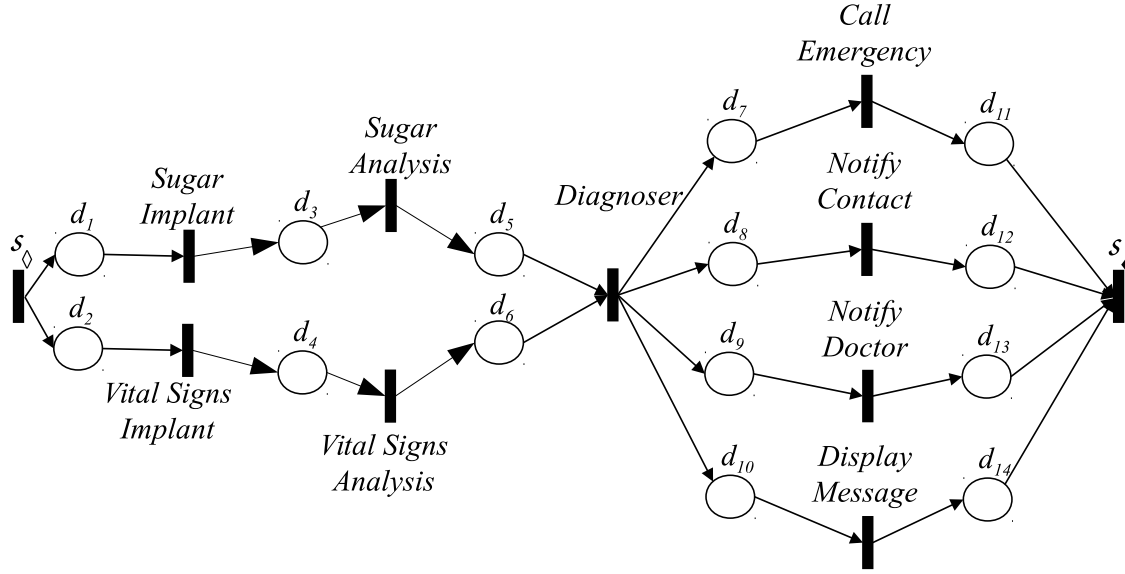 Call
Emergency
d7
d11
Sugar
Analysis
Notify
Contact
Sugar
Implant
Diagnoser
d1
d3
d5
d8
d12
s◊
s
d2
d4
d6
Notify
Doctor
d9
d13
Vital Signs
Implant
Vital Signs
Analysis
Display
Message
d10
d14